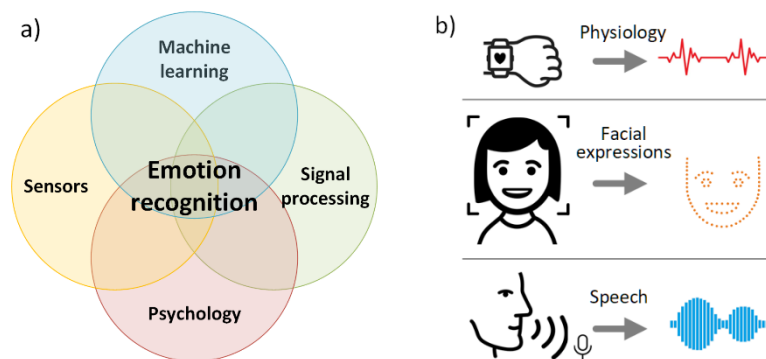 a)
Machine
learning
Sensors
Emotion
recognition
Signal
processing
Psychology
b)
Physiology
Facial
expressions
Speech